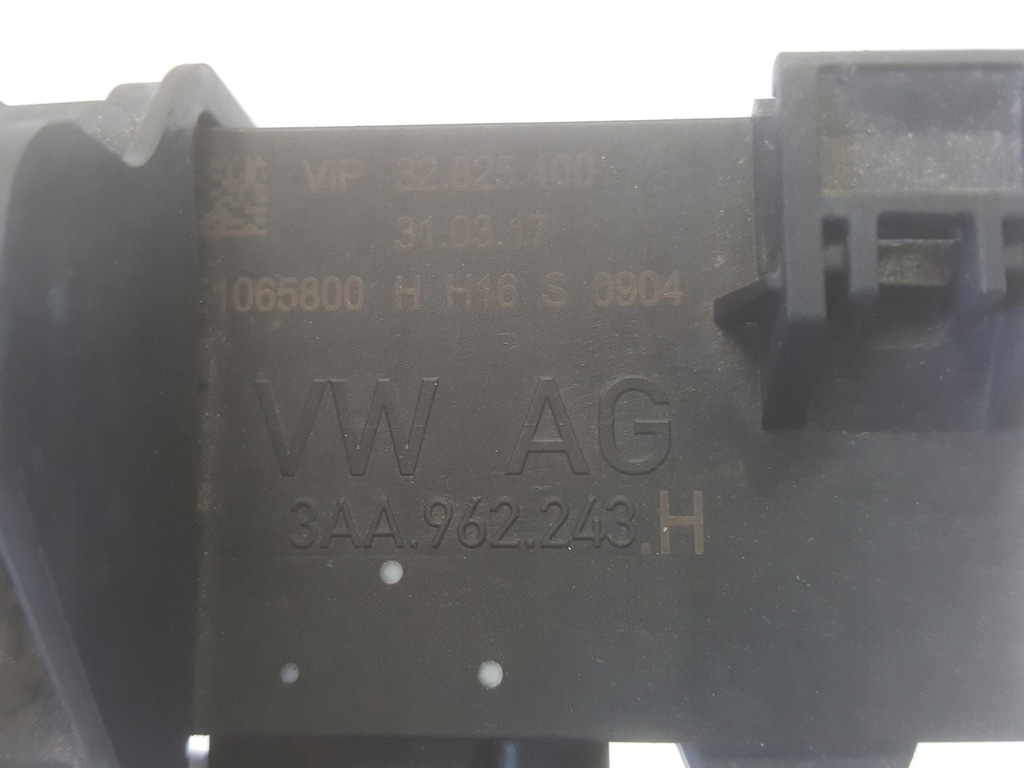 VIP 32.825.400
31.03.17
1065800 H H16 S 0904
VW AG
3AA.962.243.H